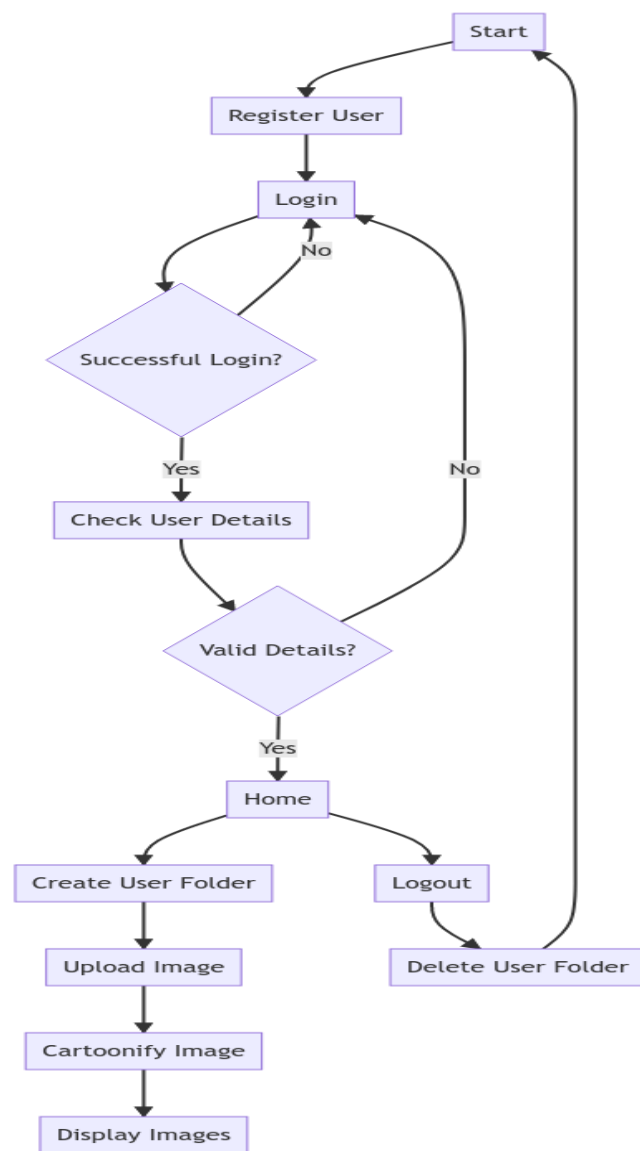 Start
Register User
Login
No
Successful Login?
Yes
No
Check User Details
Valid Details?
Yes
Home
Create User Folder
Logout
Upload Image
Delete User Folder
Cartoonify Image
Display Images